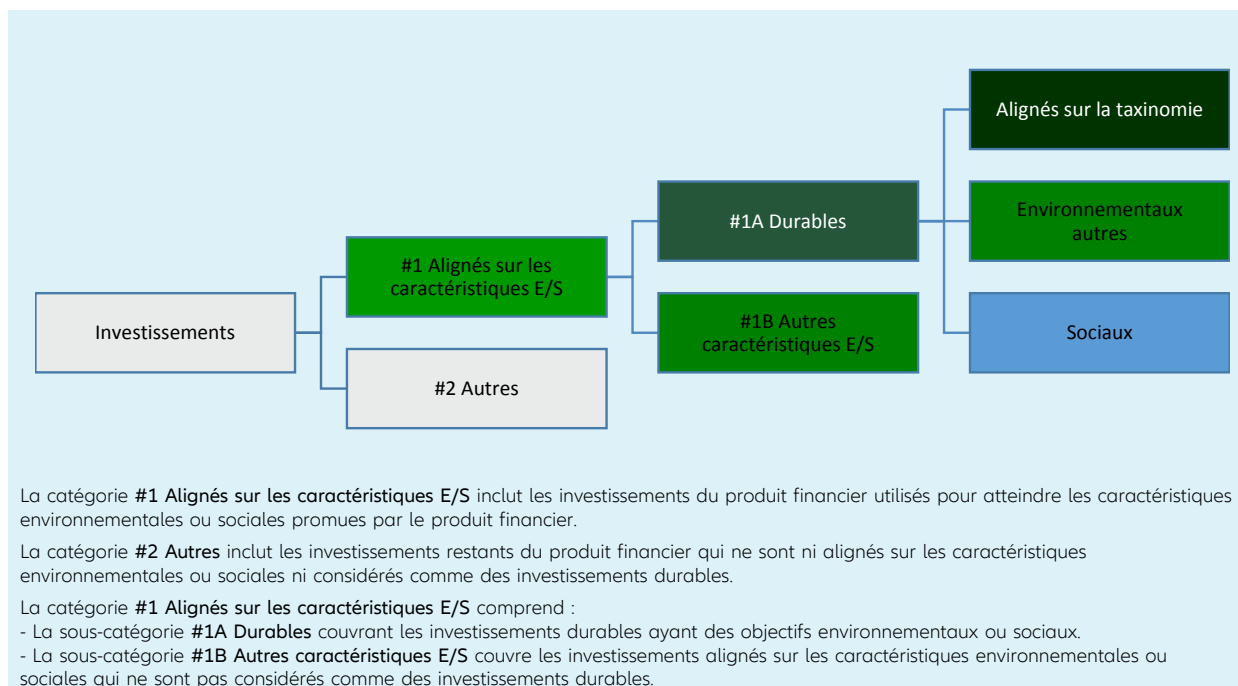 Alignés sur la taxinomie
#1A Durables
Environnementaux
autres
#1 Alignés sur les
caractéristiques E/S
Investissements
#1B Autres
caractéristiques E/S
Sociaux
#2 Autres
La catégorie #1 Alignés sur les caractéristiques E/S inclut les investissements du produit financier utilisés pour atteindre les caractéristiques
environnementales ou sociales promues par le produit financier.
La catégorie #2 Autres inclut les investissements restants du produit financier qui ne sont ni alignés sur les caractéristiques
environnementales ou sociales ni considérés comme des investissements durables.
La catégorie #1 Alignés sur les caractéristiques E/S comprend :
- La sous-catégorie #1A Durables couvrant les investissements durables ayant des objectifs environnementaux ou sociaux.
- La sous-catégorie #1B Autres caractéristiques E/S couvre les investissements alignés sur les caractéristiques environnementales ou
sociales qui ne sont pas considérés comme des investissements durables.